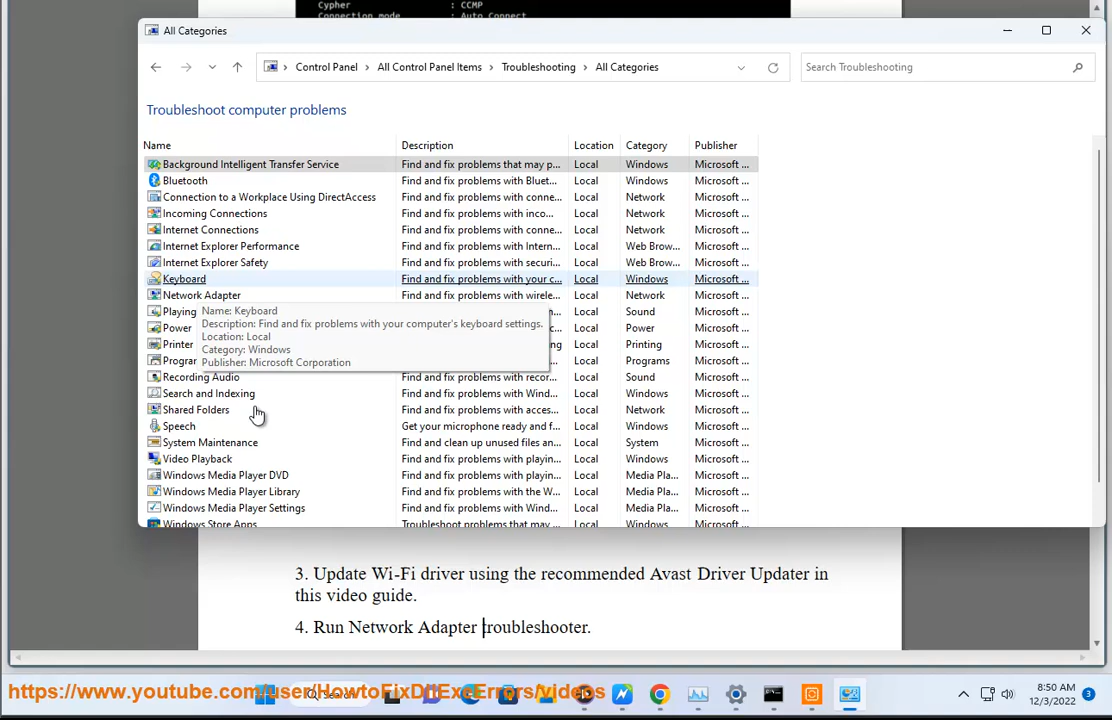 Cypher : CCMP
Connection mode : Auto Connect
All Categories
Control Panel > All Control Panel Items > Troubleshooting > All Categories
Search Troubleshooting
Troubleshoot computer problems
Name Description Location Category Publisher
Background Intelligent Transfer Service Find and fix problems that may p... Local Windows Microsoft ...
Bluetooth Find and fix problems with Bluet... Local Windows Microsoft ...
Connection to a Workplace Using DirectAccess Find and fix problems with conne... Local Network Microsoft ...
Incoming Connections Find and fix problems with inco... Local Network Microsoft ...
Internet Connections Find and fix problems with conne... Local Network Microsoft ...
Internet Explorer Performance Find and fix problems with Intern... Local Web Brow... Microsoft ...
Internet Explorer Safety Find and fix problems with securi... Local Web Brow... Microsoft ...
Keyboard Find and fix problems with your c... Local Windows Microsoft ...
Network Adapter Find and fix problems with wirele... Local Network Microsoft ...
Playing Local Sound Microsoft ...
Name: Keyboard
Description: Find and fix problems with your computer's keyboard settings.
Power Local Power Microsoft ...
Location: Local
Printer Local Printing Microsoft ...
Category: Windows
Progra Local Programs Microsoft ...
Publisher: Microsoft Corporation
Recording Audio Find and fix problems with recor... Local Sound Microsoft ...
Search and Indexing Find and fix problems with Wind... Local Windows Microsoft ...
Shared Folders Find and fix problems with acces... Local Network Microsoft ...
Speech Get your microphone ready and f... Local Windows Microsoft ...
System Maintenance Find and clean up unused files an... Local System Microsoft ...
Video Playback Find and fix problems with playin... Local Windows Microsoft ...
Windows Media Player DVD Find and fix problems with playin... Local Media Pla... Microsoft ...
Windows Media Player Library Find and fix problems with the W... Local Media Pla... Microsoft ...
Windows Media Player Settings Find and fix problems with Wind... Local Media Pla... Microsoft ...
Windows Store Apps Troubleshoot problems that may ... Local Windows Microsoft ...
3. Update Wi-Fi driver using the recommended Avast Driver Updater in
this video guide.
4. Run Network Adapter troubleshooter.
https://www.youtube.com/user/HowtoFixDllExeErrors/videos
8:50 AM
12/3/2022